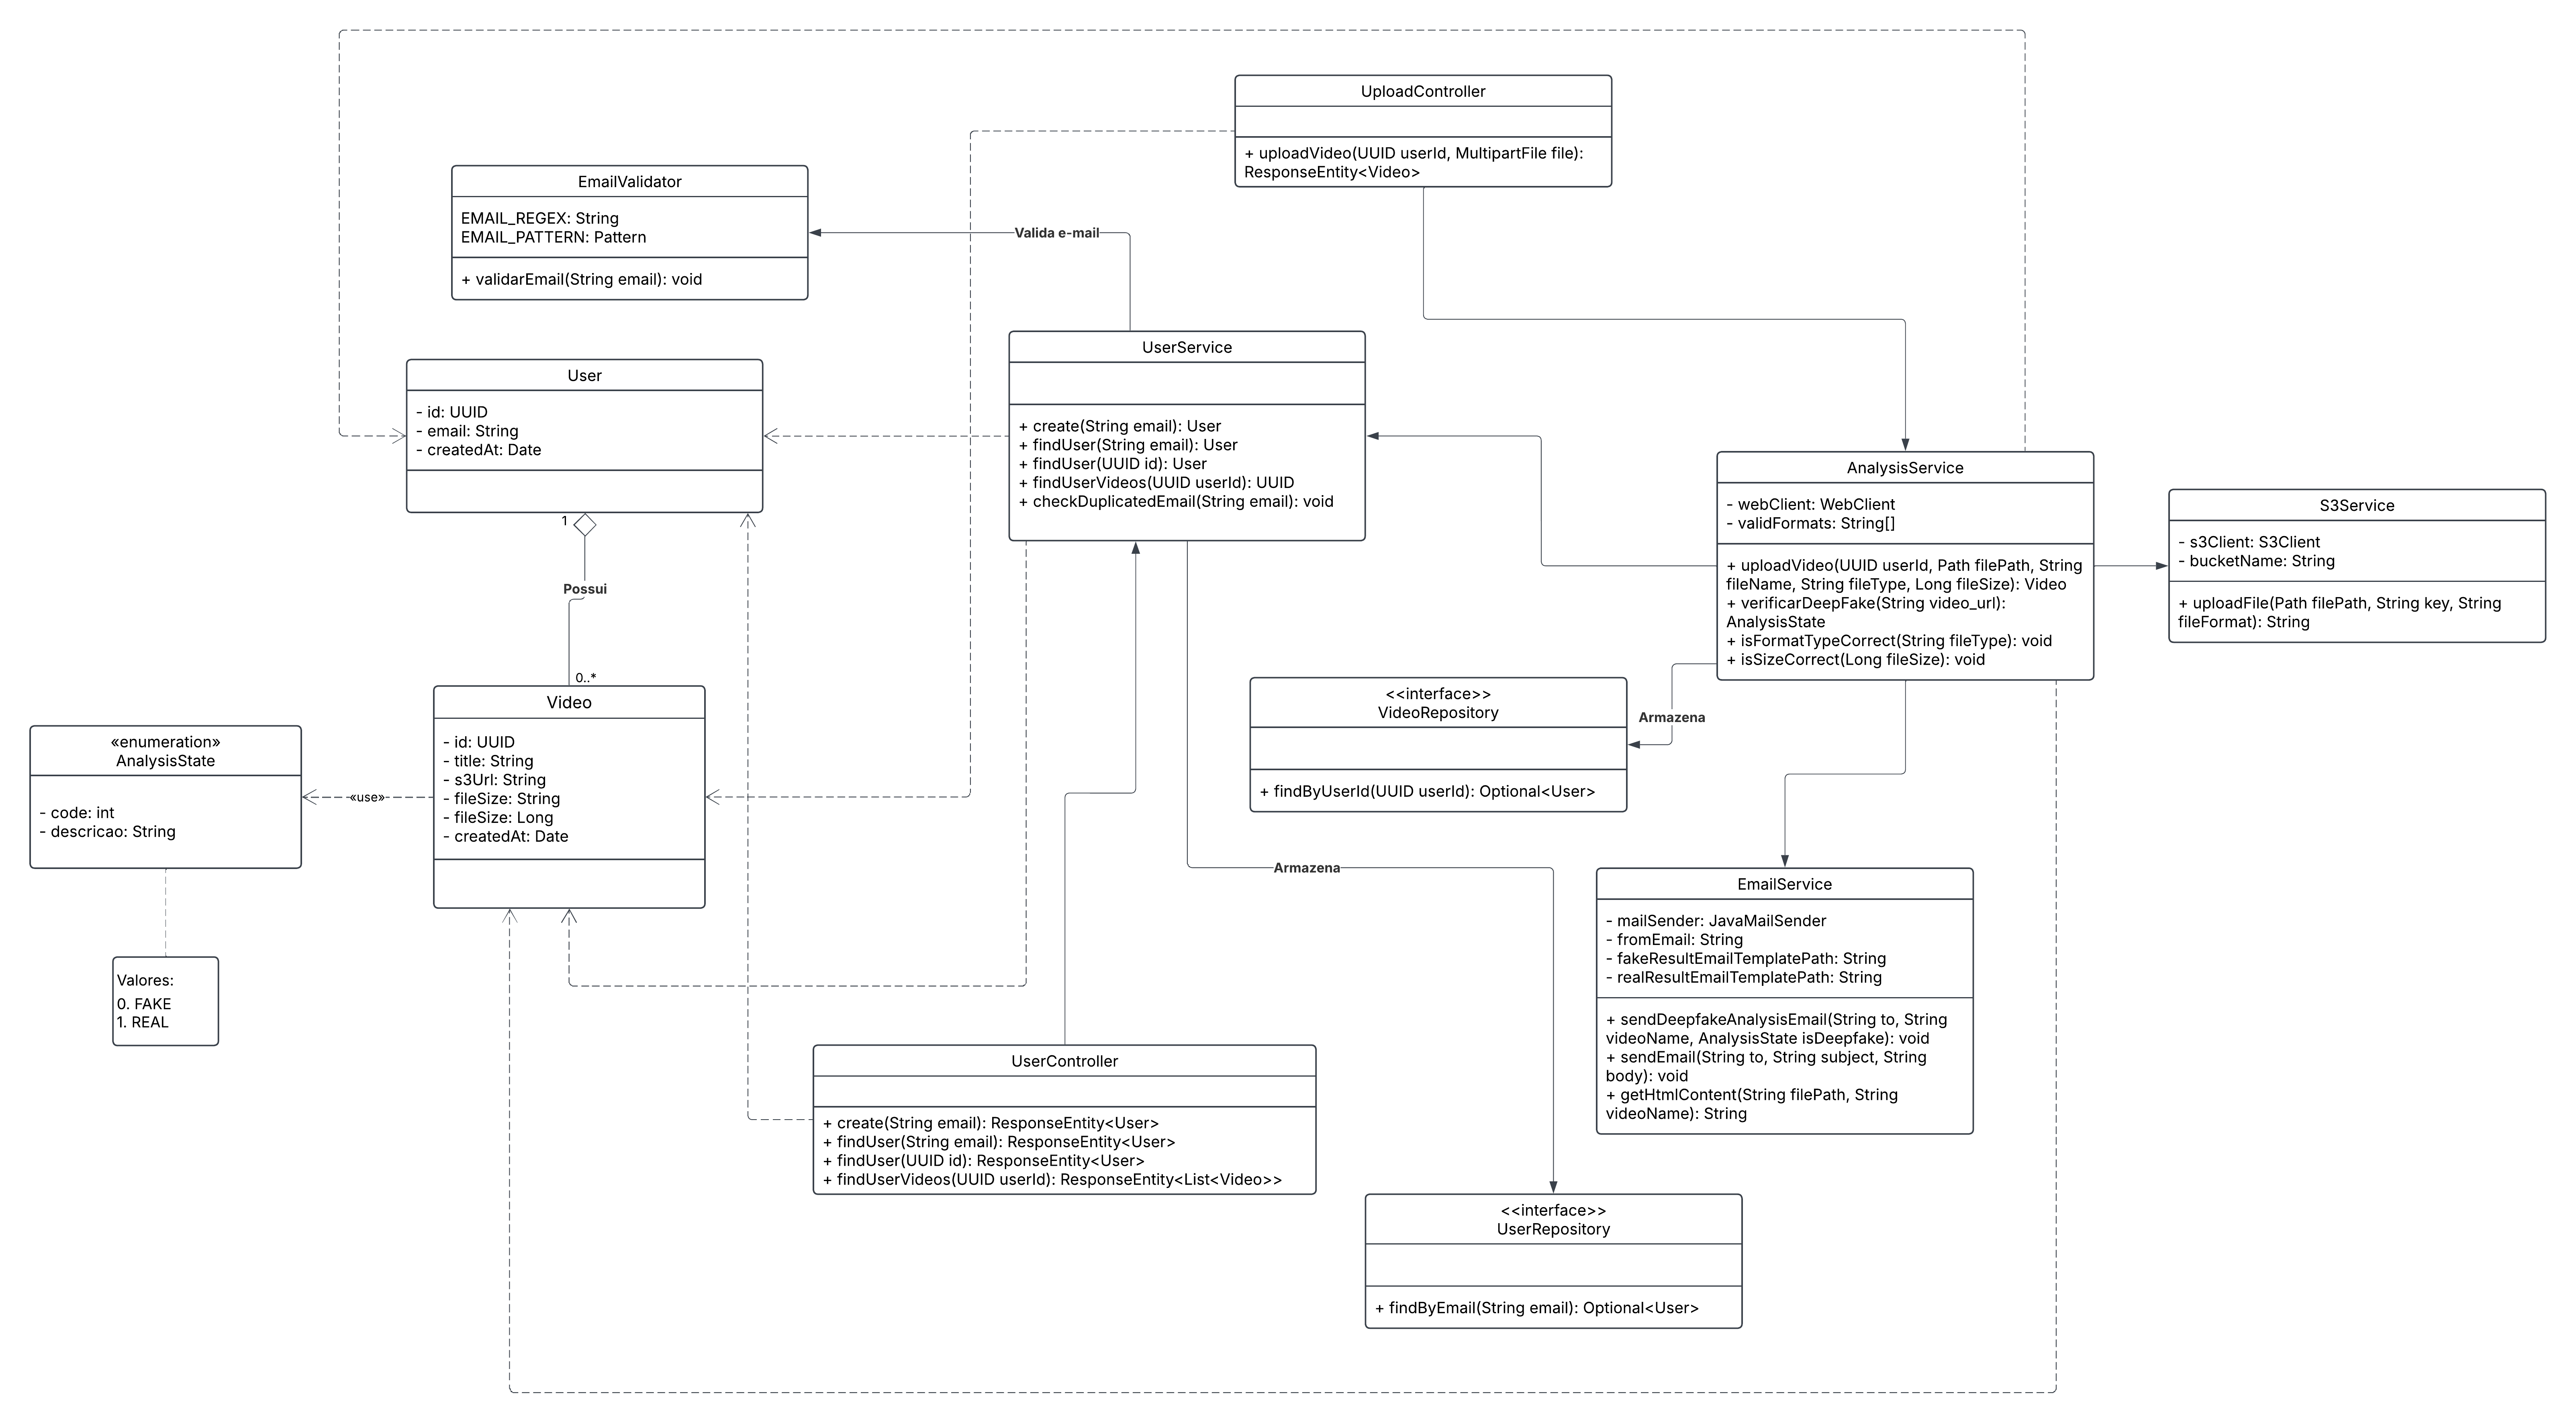 UploadController
+ uploadVideo(UUID userId, MultipartFile file):
ResponseEntity<Video>
EmailValidator
EMAIL_REGEX: String
EMAIL_PATTERN: Pattern
+ validarEmail(String email): void
Valida e-mail
User
- id: UUID
- email: String
- createdAt: Date
UserService
+ create(String email): User
+ findUser(String email): User
+ findUser(UUID id): User
+ findUserVideos(UUID userId): UUID
+ checkDuplicatedEmail(String email): void
AnalysisService
- webClient: WebClient
- validFormats: String[]
+ uploadVideo(UUID userId, Path filePath, String
fileName, String fileType, Long fileSize): Video
+ verificarDeepFake(String video_url):
AnalysisState
+ isFormatTypeCorrect(String fileType): void
+ isSizeCorrect(Long fileSize): void
S3Service
- s3Client: S3Client
- bucketName: String
+ uploadFile(Path filePath, String key, String
fileFormat): String
1
Possui
0..*
Video
- id: UUID
- title: String
- s3Url: String
- fileSize: String
- fileSize: Long
- createdAt: Date
«enumeration»
AnalysisState
- code: int
- descricao: String
«use»
Valores:
0. FAKE
1. REAL
<<interface>>
VideoRepository
+ findByUserId(UUID userId): Optional<User>
Armazena
Armazena
EmailService
- mailSender: JavaMailSender
- fromEmail: String
- fakeResultEmailTemplatePath: String
- realResultEmailTemplatePath: String
+ sendDeepfakeAnalysisEmail(String to, String
videoName, AnalysisState isDeepfake): void
+ sendEmail(String to, String subject, String
body): void
+ getHtmlContent(String filePath, String
videoName): String
UserController
+ create(String email): ResponseEntity<User>
+ findUser(String email): ResponseEntity<User>
+ findUser(UUID id): ResponseEntity<User>
+ findUserVideos(UUID userId): ResponseEntity<List<Video>>
<<interface>>
UserRepository
+ findByEmail(String email): Optional<User>